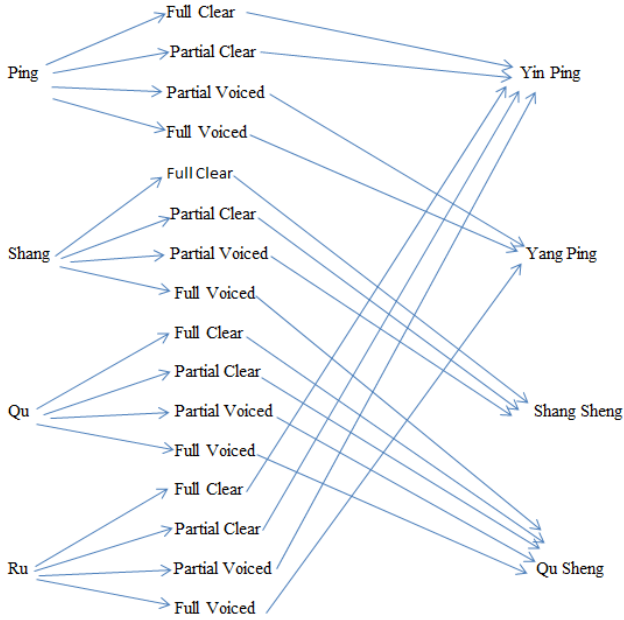 Ping
Full Clear
Partial Clear
Partial Voiced
Full Voiced
Shang
Full Clear
Partial Clear
Partial Voiced
Full Voiced
Qu
Full Clear
Partial Clear
Partial Voiced
Full Voiced
Ru
Full Clear
Partial Clear
Partial Voiced
Full Voiced
Yin Ping
Yang Ping
Shang Sheng
Qu Sheng